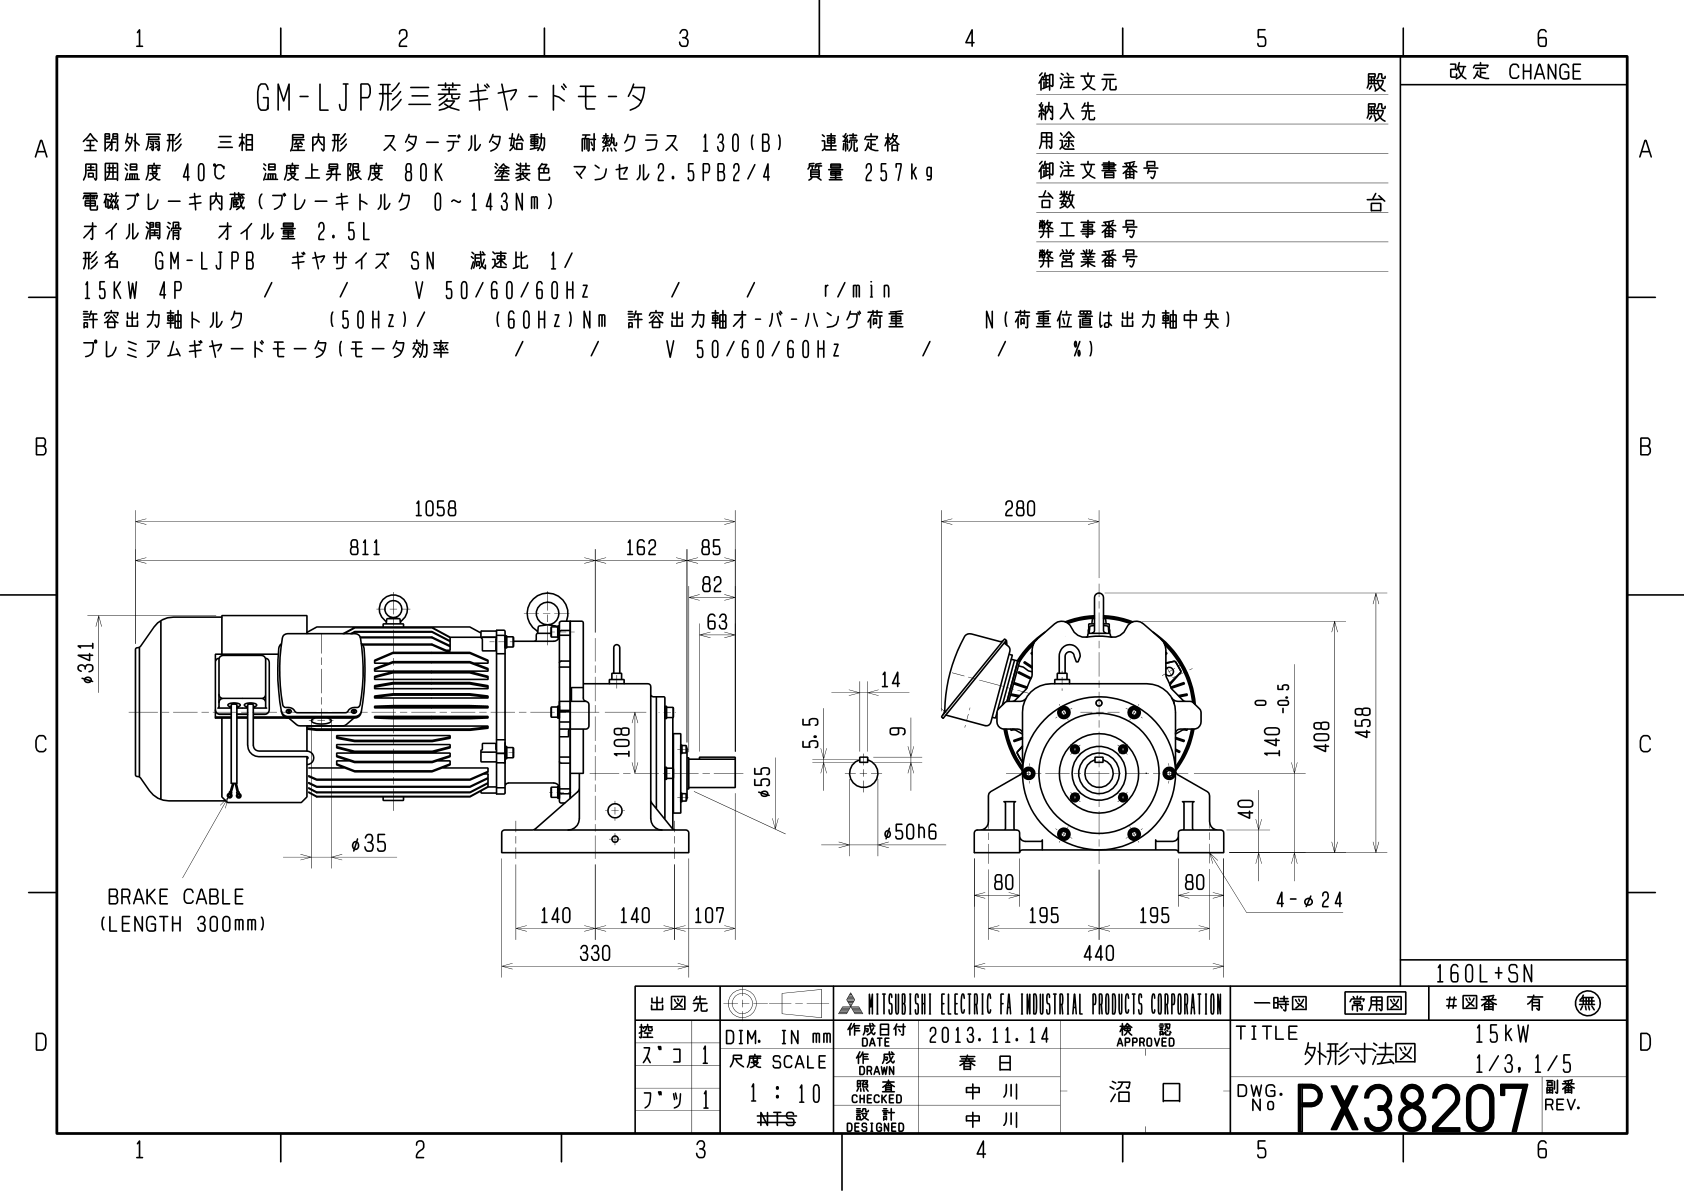 1 2 3 4 5 6
改定 CHANGE
GM-LJP形三菱ギヤ-ドモ-タ
全閉外扇形 三相 屋内形 スターデルタ始動 耐熱クラス 130(B) 連続定格
周囲温度 40℃ 温度上昇限度 80K 塗装色 マンセル2.5PB2/4 質量 257kg
電磁ブレーキ内蔵(ブレーキトルク 0~143Nm)
オイル潤滑 オイル量 2.5L
形名 GM-LJPB ギヤサイズ SN 減速比 1/
15KW 4P / / V 50/60/60Hz / / r/min
許容出力軸トルク (50Hz)/ (60Hz)Nm 許容出力軸オ-バ-ハング荷重 N(荷重位置は出力軸中央)
プレミアムギヤードモータ(モータ効率 / / V 50/60/60Hz / / %)
御注文元 殿
納入先 殿
用途
御注文書番号
台数 台
弊工事番号
弊営業番号
A A
B B
C C
D D
1058
811 162 85
82
63
φ341
108
φ55
φ35
BRAKE CABLE
(LENGTH 300mm)
140 140 107
330
14
5.5
9
φ50h6
280
140 0 -0.5
408
458
40
80 80
4-φ24
195 195
440
160L+SN
出図先
MITSUBISHI ELECTRIC FA INDUSTRIAL PRODUCTS CORPORATION
一時図 常用図 #図番 有 無
控
ズコ 1
ブツ 1
DIM. IN mm
尺度 SCALE
1 : 10
NTS
作成日付 DATE 2013.11.14
作成 DRAWN 春日
照査 CHECKED 中川
設計 DESIGNED 中川
検認 APPROVED
沼口
TITLE 15kW
外形寸法図 1/3,1/5
DWG. No PX38207
副番 REV.
1 2 3 4 5 6